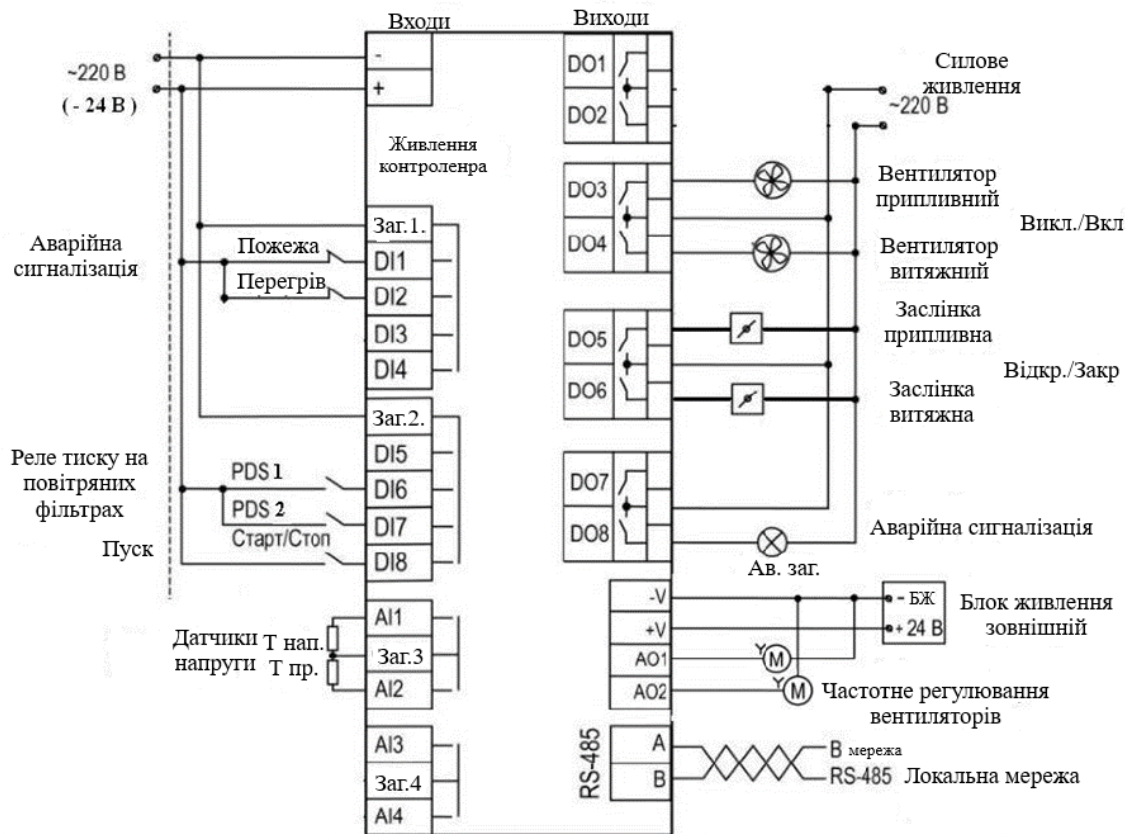 Входи
Виходи
~220 В
( - 24 В )
-
+
Живлення
контроленра
Аварійна
сигналізація
Пожежа
Перегрів
Заг.1.
DI1
DI2
DI3
DI4
Реле тиску на
повітряних
фільтрах
Пуск
PDS 1
PDS 2
Старт/Стоп
Заг.2.
DI5
DI6
DI7
DI8
Датчики
напруги
Т нап.
Т пр.
AI1
Заг.3
AI2
AI3
Заг.4
AI4
DO1
DO2
DO3
DO4
DO5
DO6
DO7
DO8
Силове
живлення
~220 В
Вентилятор
припливний
Викл./Вкл
Вентилятор
витяжний
Заслінка
припливна
Відкр./Закр
Заслінка
витяжна
Аварійна сигналізація
Ав. заг.
-V
+V
AO1
AO2
- БЖ
+ 24 В
Блок живлення
зовнішній
M
M
Частотне регулювання
вентиляторів
RS-485
A
B
В мережа
RS-485 Локальна мережа